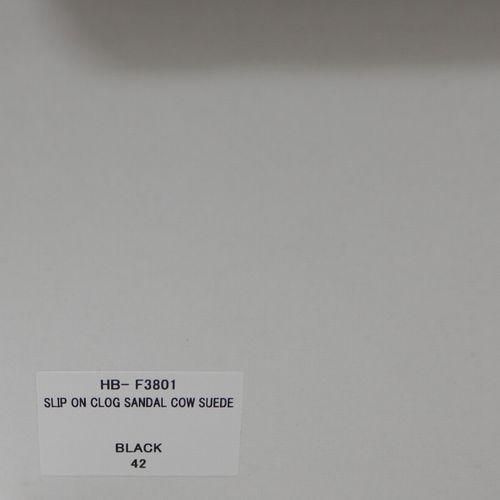 HB- F3801
SLIP ON CLOG SANDAL COW SUEDE
BLACK
42